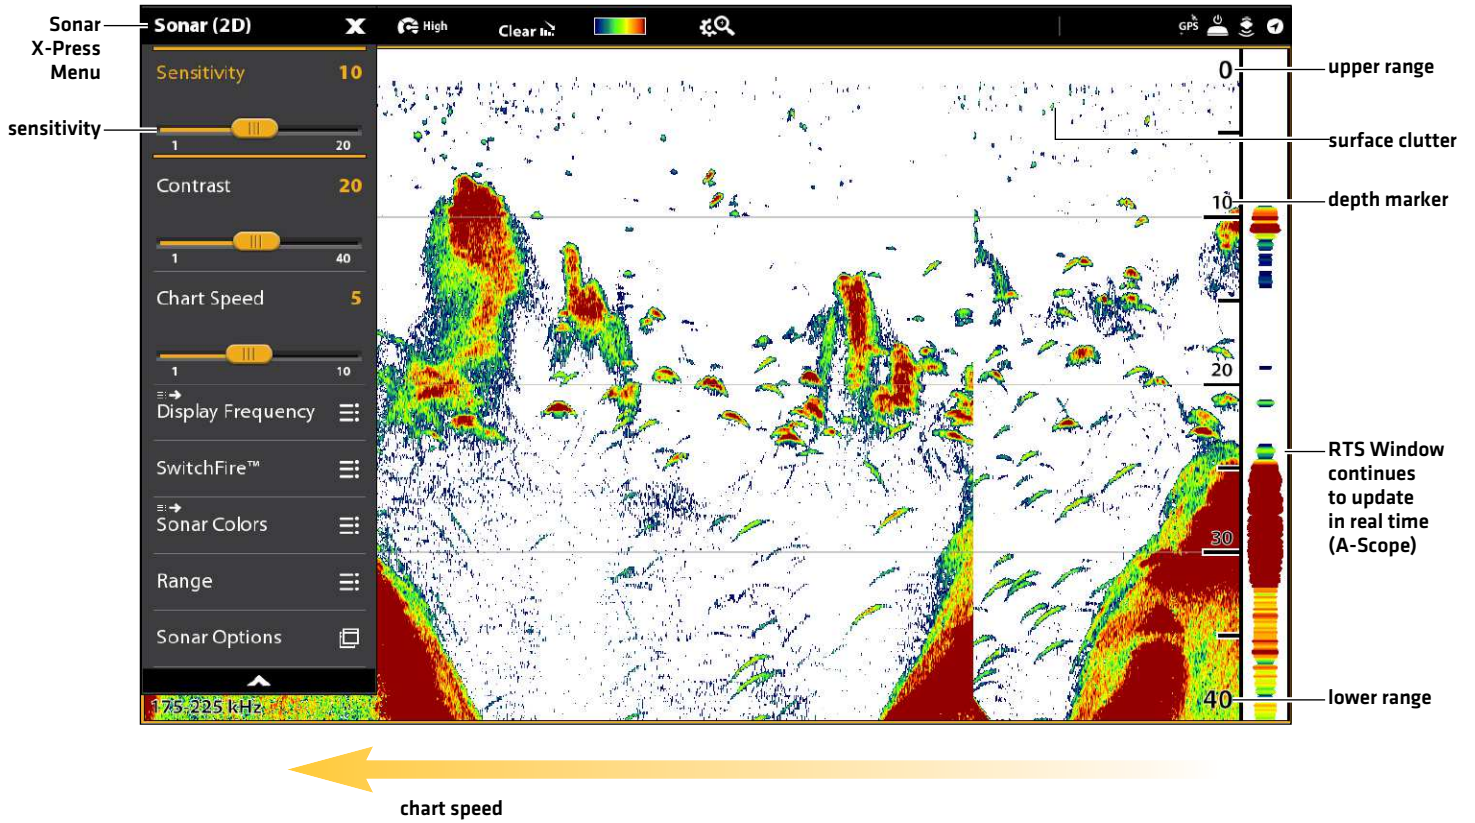 Sonar
X-Press
Menu
Sonar (2D)
X
High
Clear
GPS
Sensitivity 10
sensitivity
1 20
Contrast 20
1 40
Chart Speed 5
1 10
Display Frequency
SwitchFire™
Sonar Colors
Range
Sonar Options
175-225 kHz
0
10
20
30
40
upper range
surface clutter
depth marker
RTS Window
continues
to update
in real time
(A-Scope)
lower range
chart speed